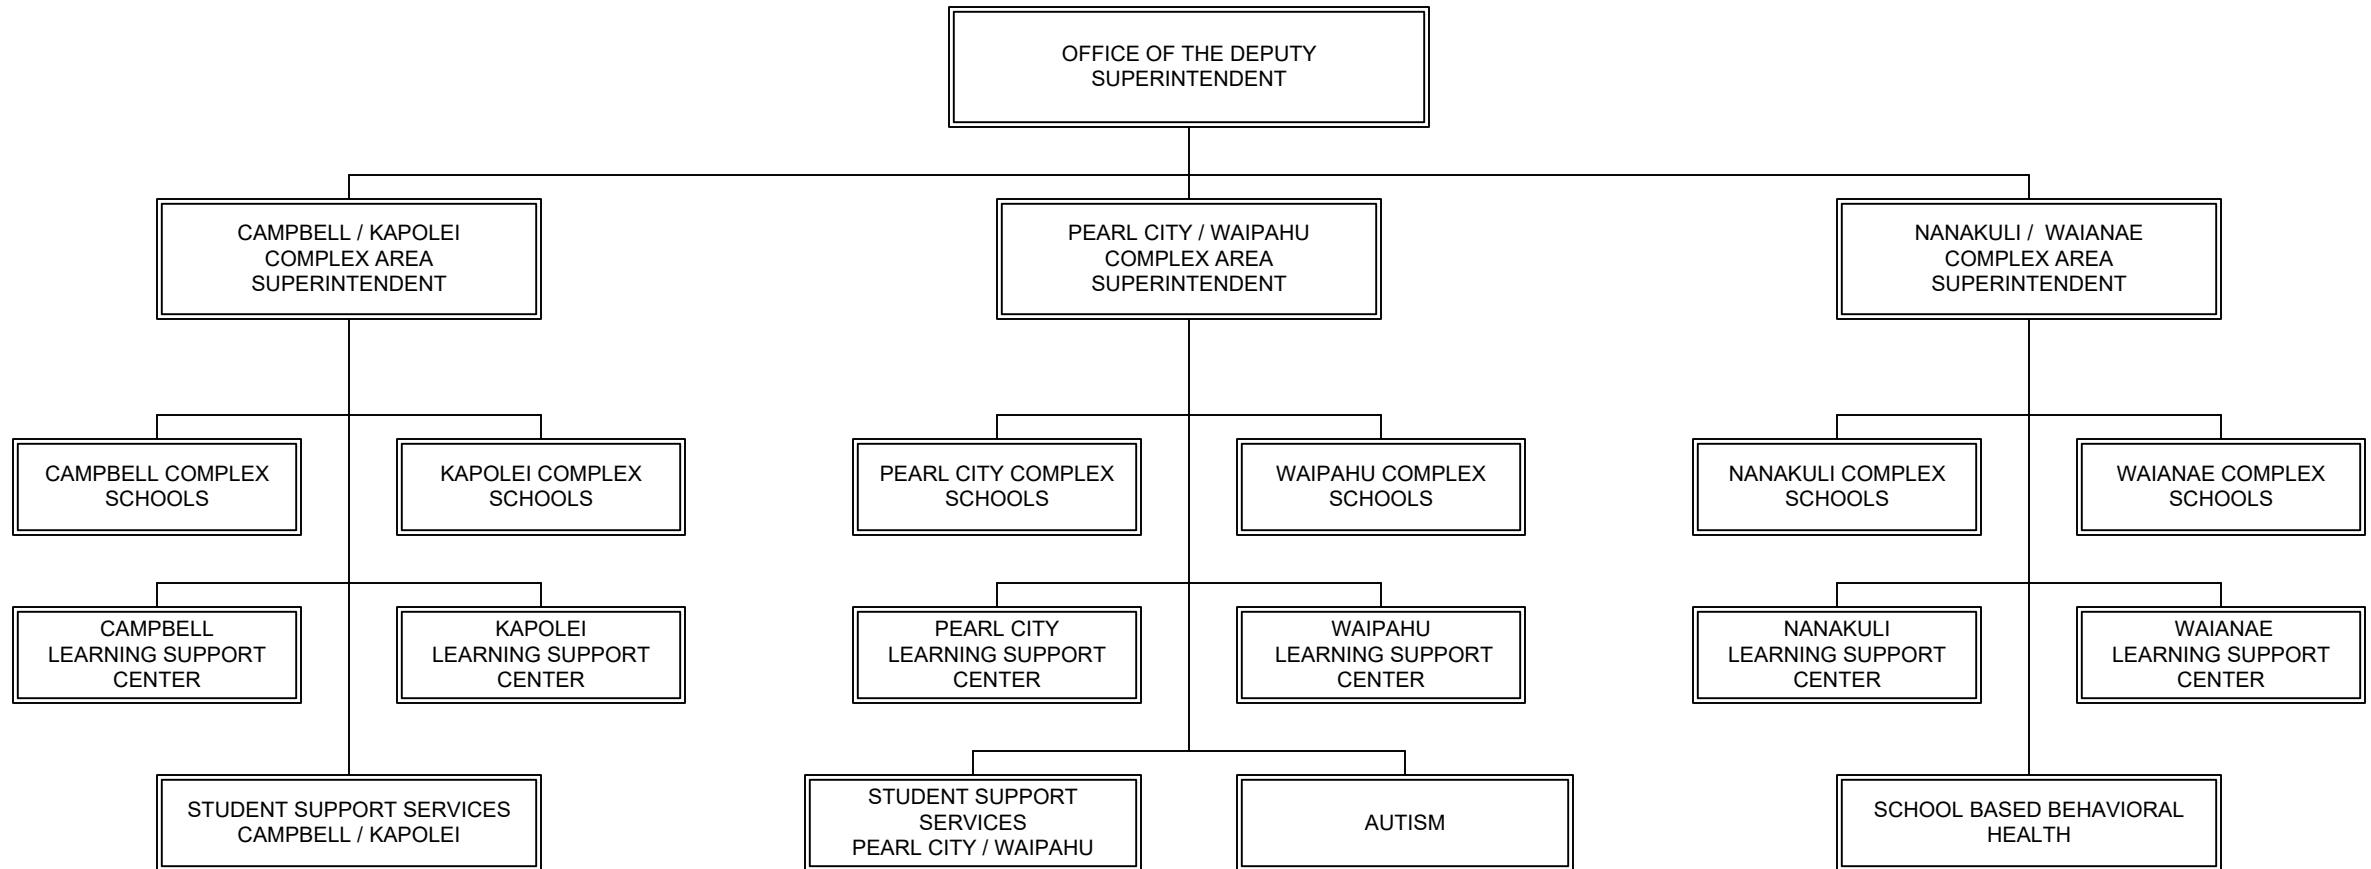 OFFICE OF THE DEPUTY
SUPERINTENDENT
CAMPBELL / KAPOLEI
COMPLEX AREA
SUPERINTENDENT
PEARL CITY / WAIPAHU
COMPLEX AREA
SUPERINTENDENT
NANAKULI / WAIANAE
COMPLEX AREA
SUPERINTENDENT
CAMPBELL COMPLEX
SCHOOLS
KAPOLEI COMPLEX
SCHOOLS
PEARL CITY COMPLEX
SCHOOLS
WAIPAHU COMPLEX
SCHOOLS
NANAKULI COMPLEX
SCHOOLS
WAIANAE COMPLEX
SCHOOLS
CAMPBELL
LEARNING SUPPORT
CENTER
KAPOLEI
LEARNING SUPPORT
CENTER
PEARL CITY
LEARNING SUPPORT
CENTER
WAIPAHU
LEARNING SUPPORT
CENTER
NANAKULI
LEARNING SUPPORT
CENTER
WAIANAE
LEARNING SUPPORT
CENTER
STUDENT SUPPORT SERVICES
CAMPBELL / KAPOLEI
STUDENT SUPPORT
SERVICES
PEARL CITY / WAIPAHU
AUTISM
SCHOOL BASED BEHAVIORAL
HEALTH